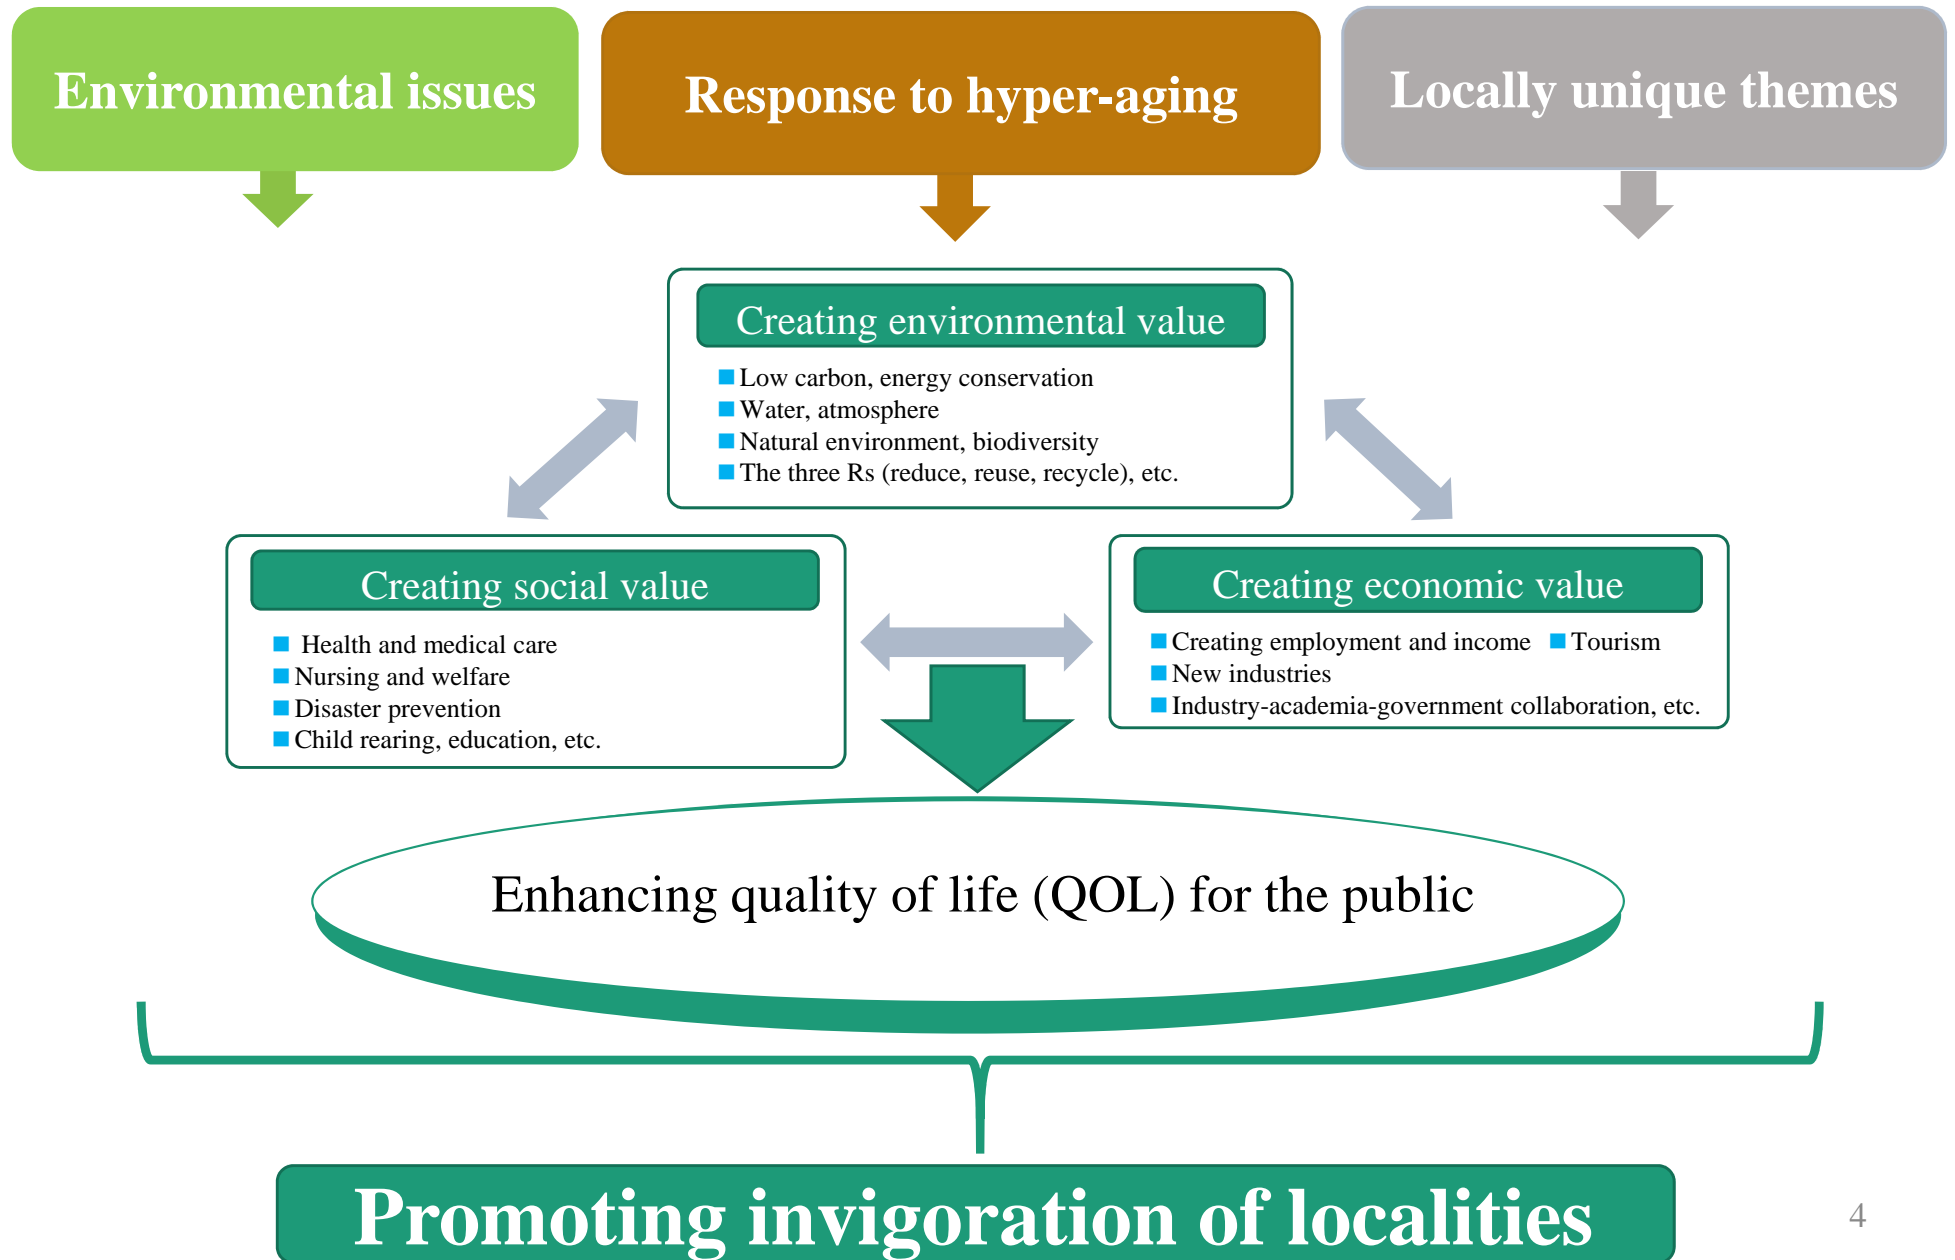 Environmental issues
Response to hyper-aging
Locally unique themes
Creating environmental value
Low carbon, energy conservation
Water, atmosphere
Natural environment, biodiversity
The three Rs (reduce, reuse, recycle), etc.
Creating social value
Health and medical care
Nursing and welfare
Disaster prevention
Child rearing, education, etc.
Creating economic value
Creating employment and income Tourism
New industries
Industry-academia-government collaboration, etc.
Enhancing quality of life (QOL) for the public
Promoting invigoration of localities
4